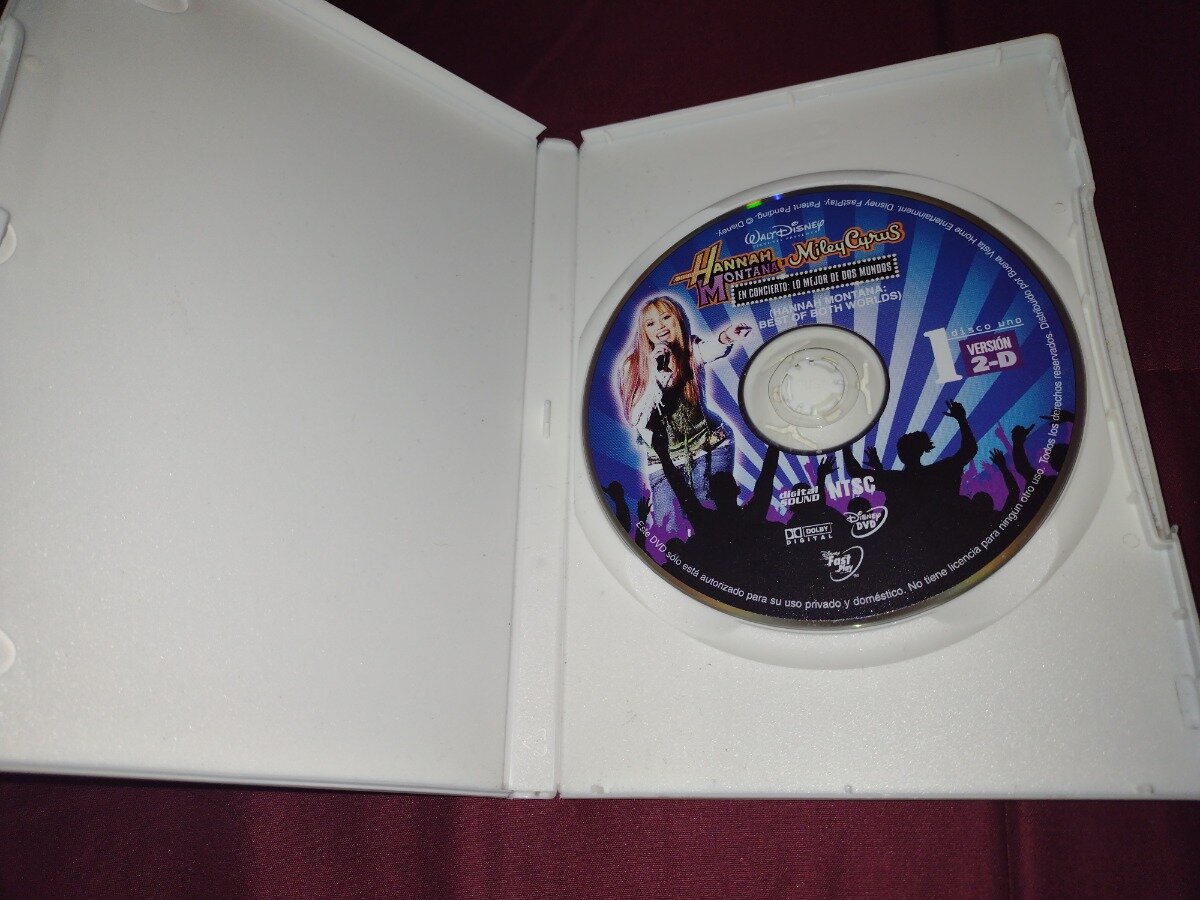 WALT DISNEY
HANNAH
MONTANA y Miley Cyrus
EN CONCIERTO: LO MEJOR DE DOS MUNDOS
(HANNAH MONTANA:
BEST OF BOTH WORLDS)
1 disco uno
VERSIÓN
2-D
digital
SOUND
NTSC
DOLBY
DIGITAL
DISNEY
DVD
DISNEY
Fast
Play
TM
Este DVD sólo está autorizado para su uso privado y doméstico. No tiene licencia para ningún otro uso. Todos los derechos reservados. Distribuido por Buena Vista Home Entertainment. Disney FastPlay, Patent Pending. © Disney.